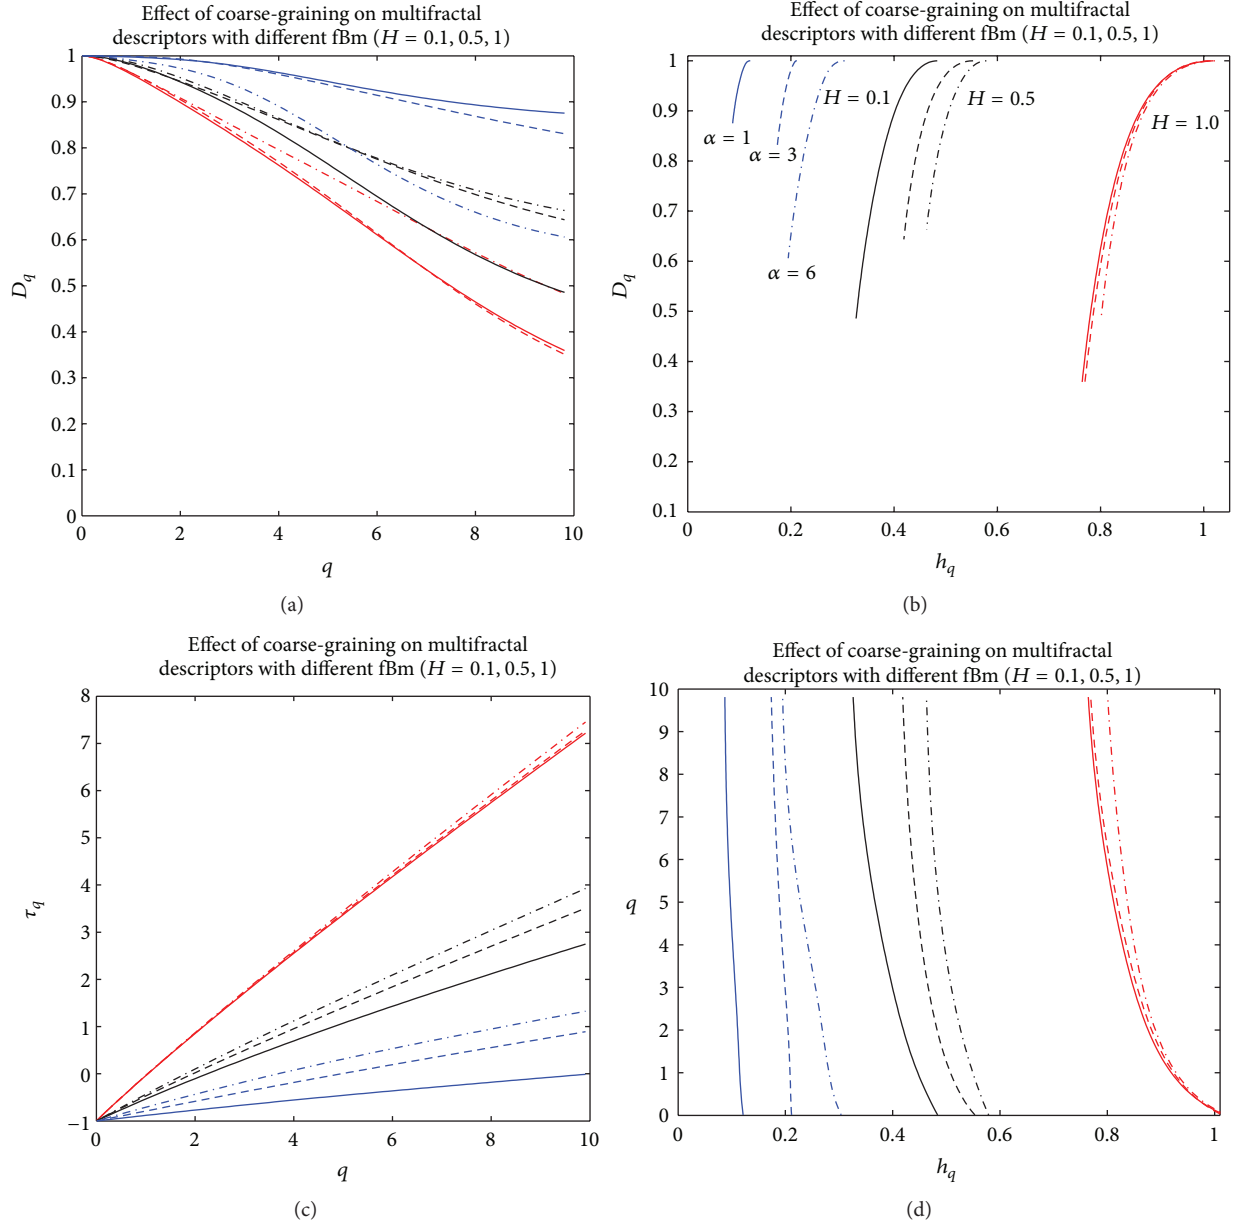 Effect of coarse-graining on multifractal
descriptors with different fBm (H = 0.1, 0.5, 1)
1
0.9
0.8
0.7
0.6
0.5
0.4
0.3
0.2
0.1
0
D_q
0 2 4 6 8 10
q
(a)
Effect of coarse-graining on multifractal
descriptors with different fBm (H = 0.1, 0.5, 1)
1
0.9
0.8
0.7
0.6
0.5
0.4
0.3
0.2
0.1
D_q
H = 0.1
H = 0.5
H = 1.0
α = 1
α = 3
α = 6
0 0.2 0.4 0.6 0.8 1
h_q
(b)
Effect of coarse-graining on multifractal
descriptors with different fBm (H = 0.1, 0.5, 1)
8
7
6
5
4
3
2
1
0
−1
τ_q
0 2 4 6 8 10
q
(c)
Effect of coarse-graining on multifractal
descriptors with different fBm (H = 0.1, 0.5, 1)
10
9
8
7
6
5
4
3
2
1
0
q
0 0.2 0.4 0.6 0.8 1
h_q
(d)